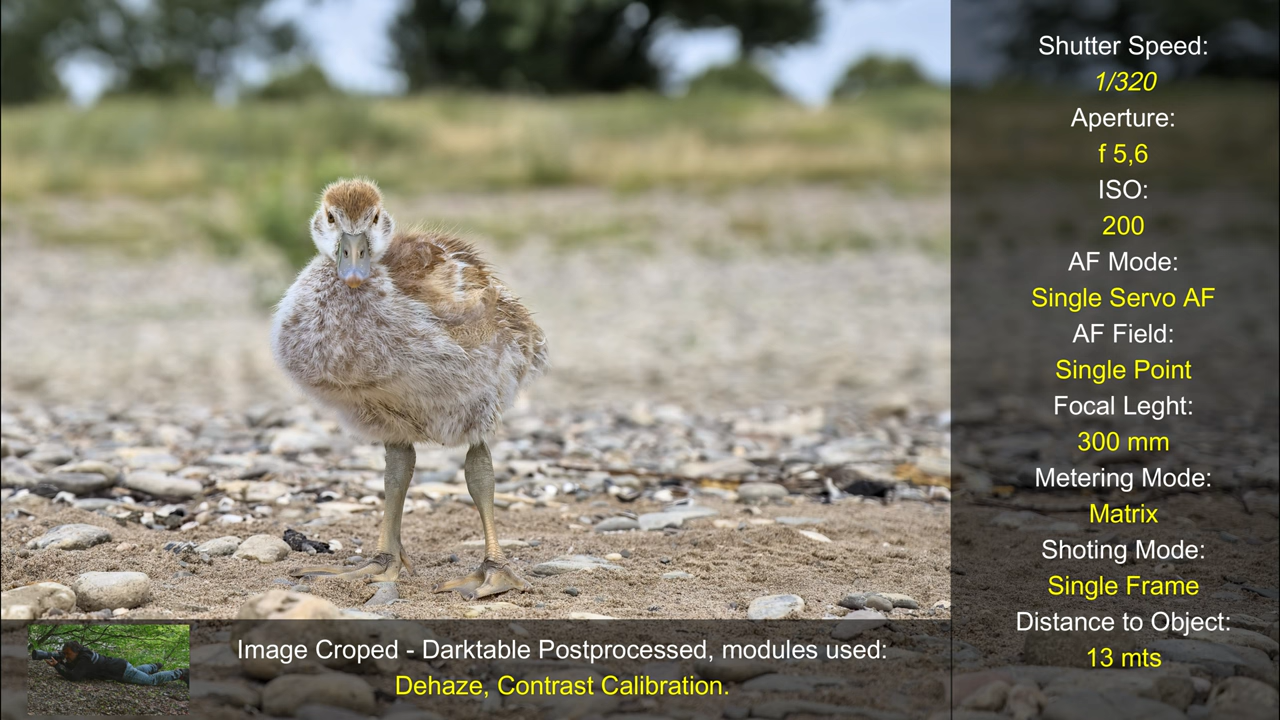 Shutter Speed:
1/320
Aperture:
f 5,6
ISO:
200
AF Mode:
Single Servo AF
AF Field:
Single Point
Focal Leght:
300 mm
Metering Mode:
Matrix
Shoting Mode:
Single Frame
Distance to Object:
13 mts
Image Croped - Darktable Postprocessed, modules used:
Dehaze, Contrast Calibration.